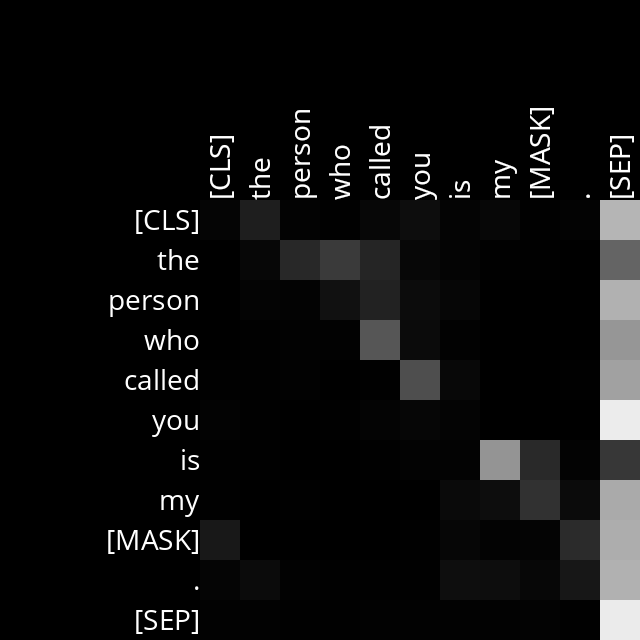 [CLS] the person who called you is my [MASK] . [SEP]
[CLS]
the
person
who
called
you
is
my
[MASK]
.
[SEP]